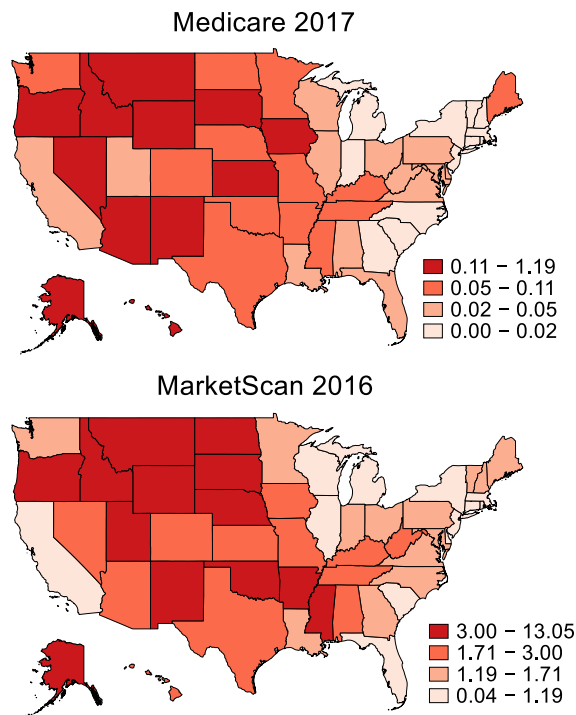 Medicare 2017
0.11 − 1.19
0.05 − 0.11
0.02 − 0.05
0.00 − 0.02
MarketScan 2016
3.00 − 13.05
1.71 − 3.00
1.19 − 1.71
0.04 − 1.19